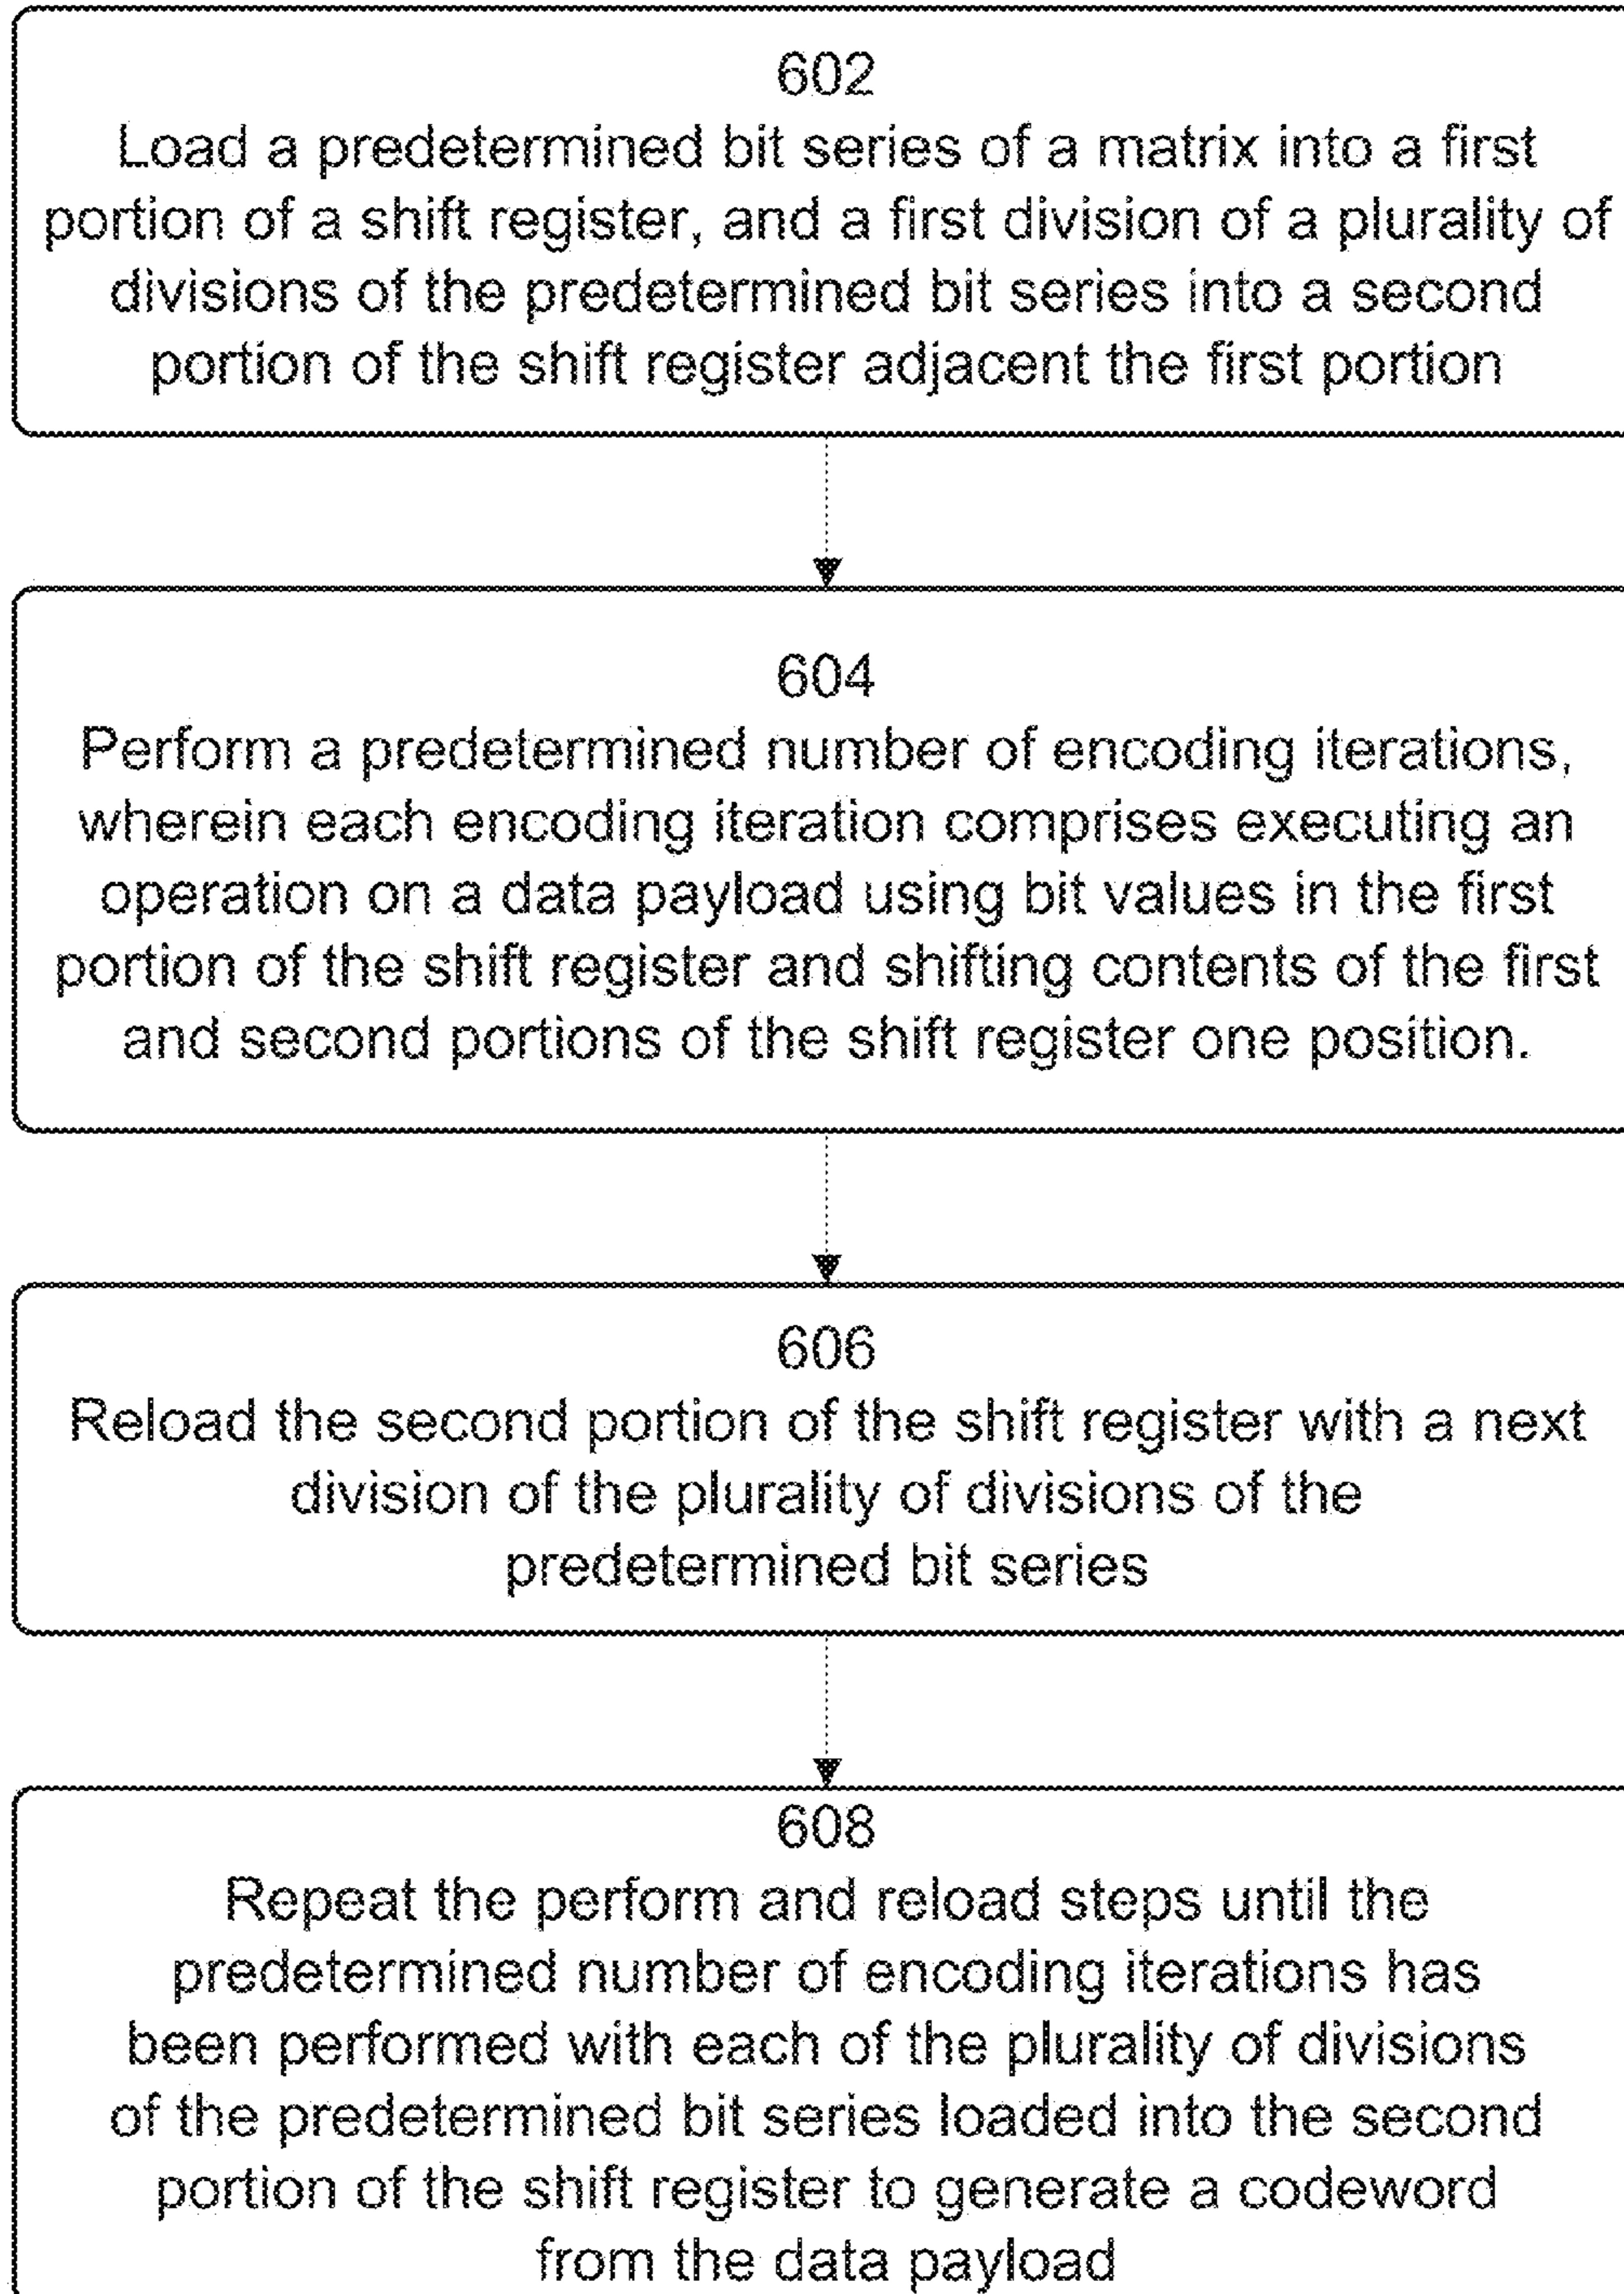 602
Load a predetermined bit series of a matrix into a first
portion of a shift register, and a first division of a plurality of
divisions of the predetermined bit series into a second
portion of the shift register adjacent the first portion
604
Perform a predetermined number of encoding iterations,
wherein each encoding iteration comprises executing an
operation on a data payload using bit values in the first
portion of the shift register and shifting contents of the first
and second portions of the shift register one position.
606
Reload the second portion of the shift register with a next
division of the plurality of divisions of the
predetermined bit series
608
Repeat the perform and reload steps until the
predetermined number of encoding iterations has
been performed with each of the plurality of divisions
of the predetermined bit series loaded into the second
portion of the shift register to generate a codeword
from the data payload